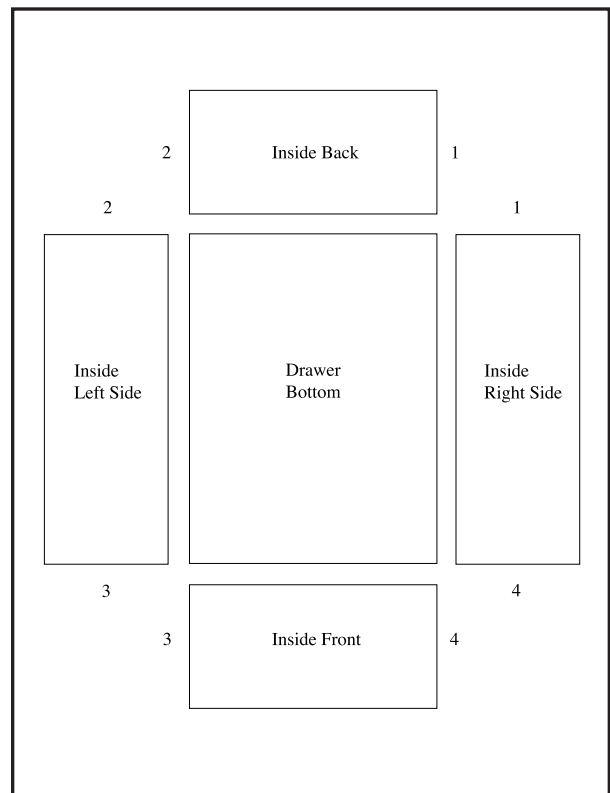 2 Inside Back 1
2 1
Inside
Left Side
Drawer
Bottom
Inside
Right Side
3 4
3 Inside Front 4